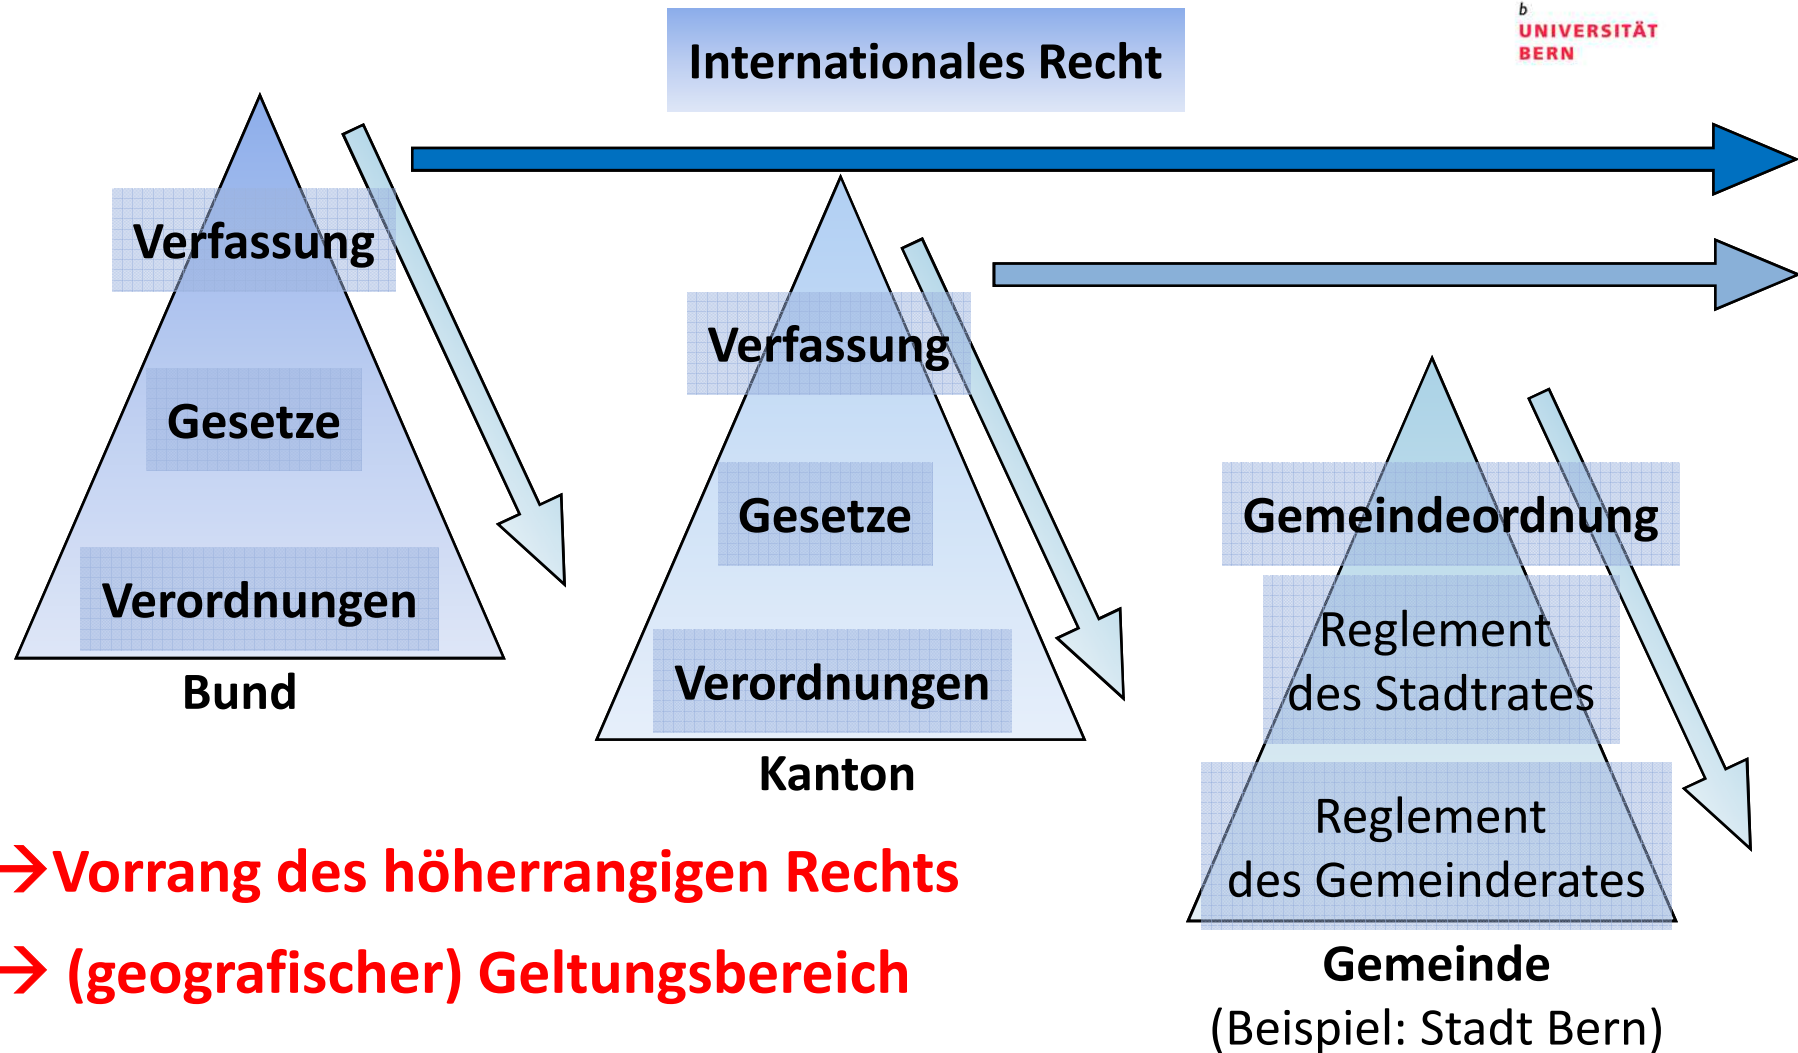 b
UNIVERSITÄT
BERN
Internationales Recht
Verfassung
Gesetze
Verordnungen
Bund
Verfassung
Gesetze
Verordnungen
Kanton
Gemeindeordnung
Reglement
des Stadtrates
Reglement
des Gemeinderates
Gemeinde
(Beispiel: Stadt Bern)
→Vorrang des höherrangigen Rechts
→ (geografischer) Geltungsbereich